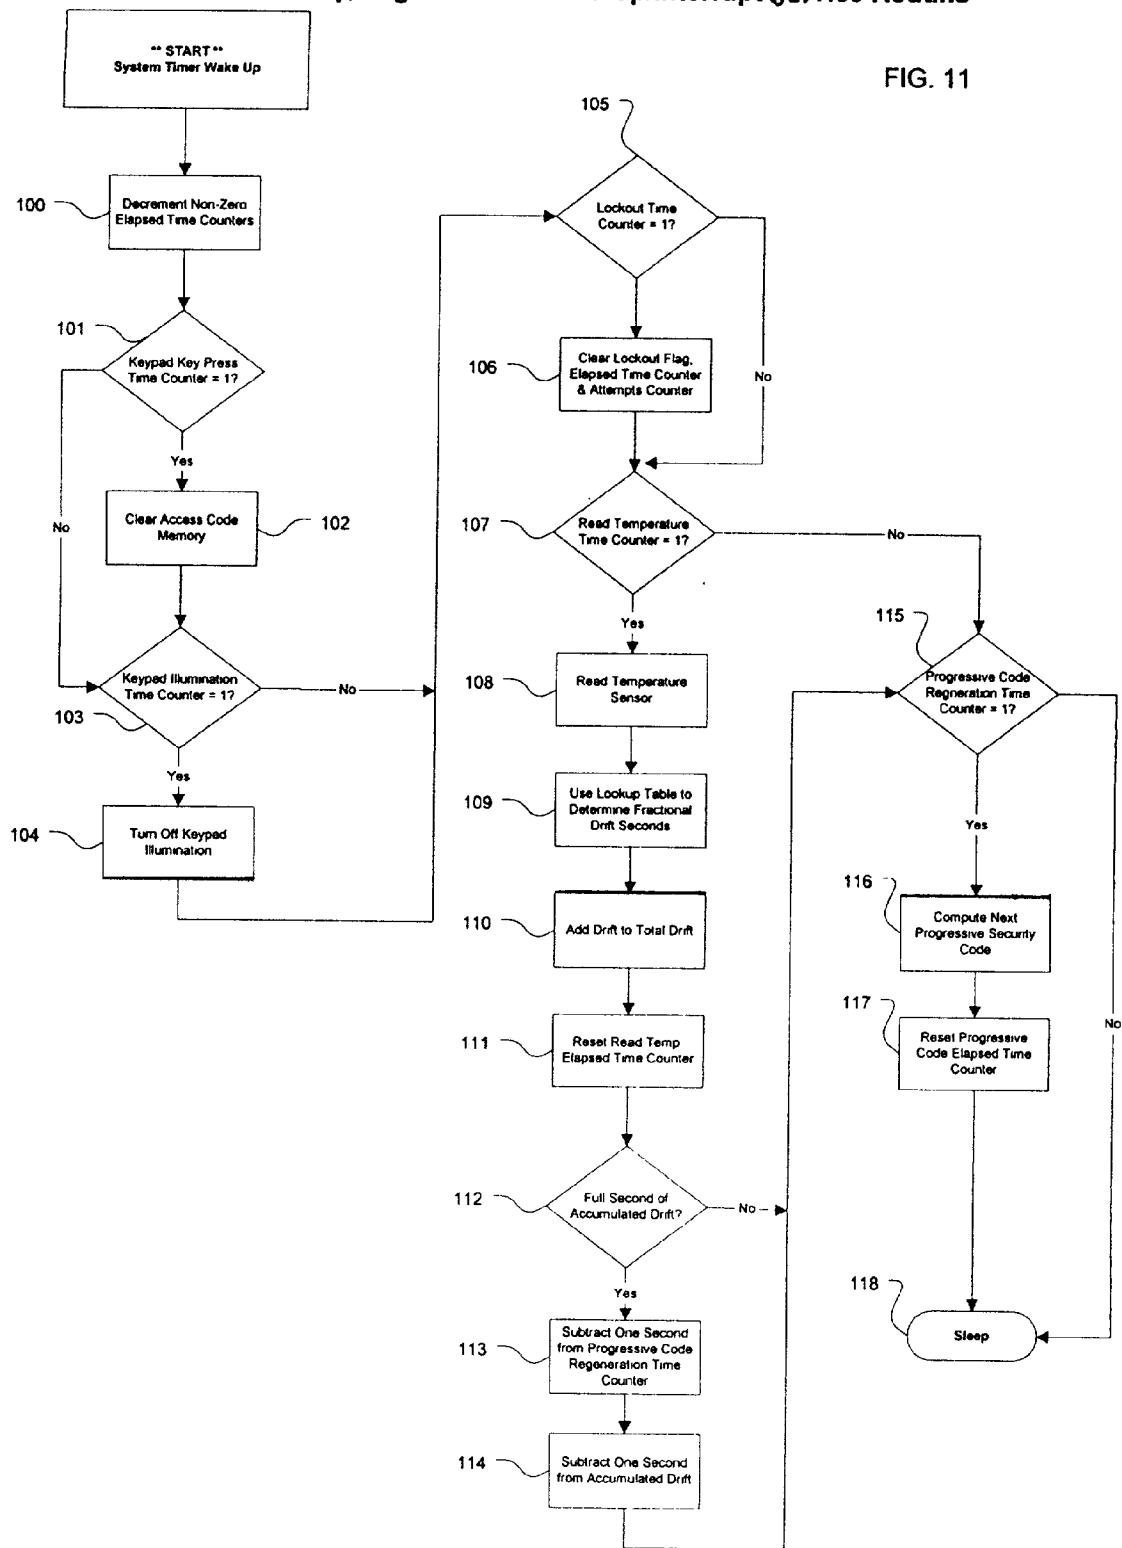 Routine
FIG. 11
** START **
System Timer Wake Up
100
Decrement Non-Zero
Elapsed Time Counters
101
Keypad Key Press
Time Counter = 1?
Yes
No
Clear Access Code
Memory
102
Keyped Illumination
Time Counter = 1?
No
103
Yes
104
Turn Off Keyped
Illumination
105
Lockout Time
Counter = 1?
No
106
Clear Lockout Flag,
Elapsed Time Counter
& Attempts Counter
107
Read Temperature
Time Counter = 1?
No
Yes
108
Read Temperature
Sensor
109
Use Lookup Table to
Determine Fractional
Drift Seconds
110
Add Drift to Total Drift
111
Reset Read Temp
Elapsed Time Counter
112
Full Second of
Accumulated Drift?
No
Yes
113
Subtract One Second
from Progressive Code
Regeneration Time
Counter
114
Subtract One Second
from Accumulated Drift
115
Progressive Code
Regneration Time
Counter = 1?
Yes
No
116
Compute Next
Progressive Security
Code
117
Reset Progressive
Code Elapsed Time
Counter
118
Sleep